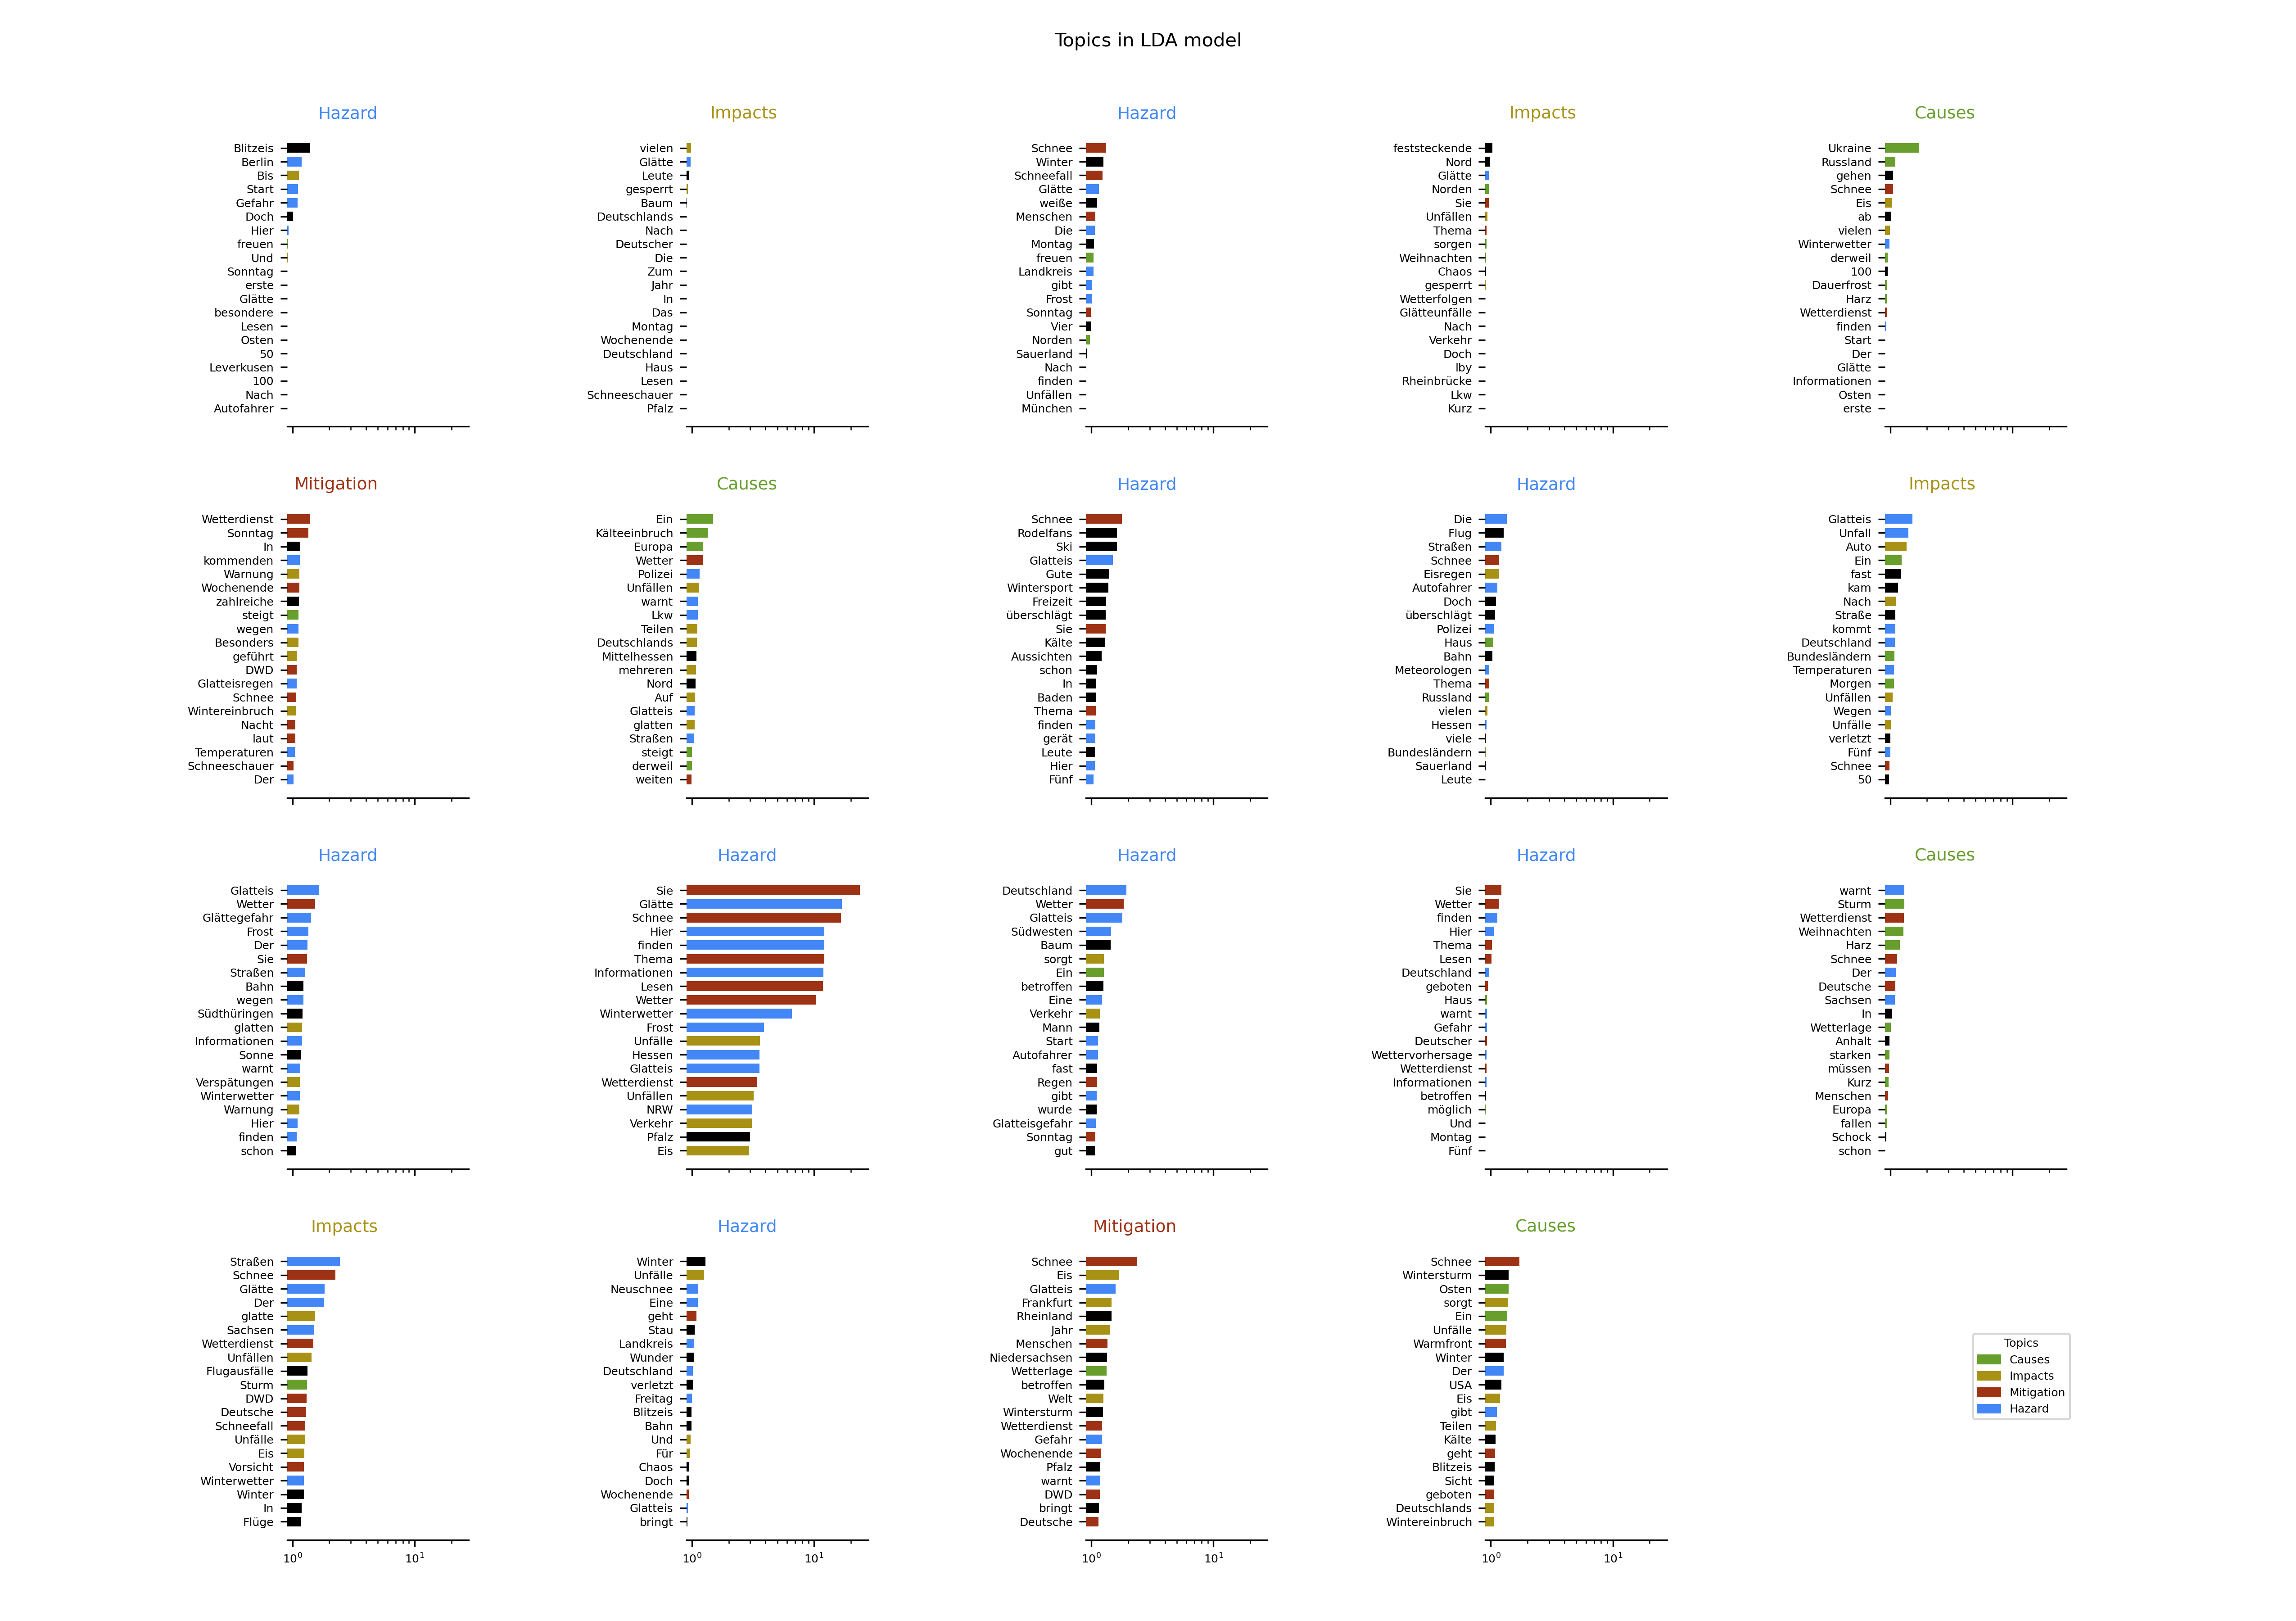 Topics in LDA model
Hazard
Blitzeis
Berlin
Bis
Start
Gefahr
Doch
Hier
freuen
Und
Sonntag
erste
Glätte
besondere
Lesen
Osten
50
Leverkusen
100
Nach
Autofahrer
Impacts
vielen
Glätte
Leute
gesperrt
Baum
Deutschlands
Nach
Deutscher
Die
Zum
Jahr
In
Das
Montag
Wochenende
Deutschland
Haus
Lesen
Schneeschauer
Pfalz
Hazard
Schnee
Winter
Schneefall
Glätte
weiße
Menschen
Die
Montag
freuen
Landkreis
gibt
Frost
Sonntag
Vier
Norden
Sauerland
Nach
finden
Unfällen
München
Impacts
feststeckende
Nord
Glätte
Norden
Sie
Unfällen
Thema
sorgen
Weihnachten
Chaos
gesperrt
Wetterfolgen
Glätteunfälle
Nach
Verkehr
Doch
lby
Rheinbrücke
Lkw
Kurz
Causes
Ukraine
Russland
gehen
Schnee
Eis
ab
vielen
Winterwetter
derweil
100
Dauerfrost
Harz
Wetterdienst
finden
Start
Der
Glätte
Informationen
Osten
erste
Mitigation
Wetterdienst
Sonntag
In
kommenden
Warnung
Wochenende
zahlreiche
steigt
wegen
Besonders
geführt
DWD
Glatteisregen
Schnee
Wintereinbruch
Nacht
laut
Temperaturen
Schneeschauer
Der
Causes
Ein
Kälteeinbruch
Europa
Wetter
Polizei
Unfällen
warnt
Lkw
Teilen
Deutschlands
Mittelhessen
mehreren
Nord
Auf
Glatteis
glatten
Straßen
steigt
derweil
weiten
Hazard
Schnee
Rodelfans
Ski
Glatteis
Gute
Wintersport
Freizeit
überschlägt
Sie
Kälte
Aussichten
schon
In
Baden
Thema
finden
gerät
Leute
Hier
Fünf
Hazard
Die
Flug
Straßen
Schnee
Eisregen
Autofahrer
Doch
überschlägt
Polizei
Haus
Bahn
Meteorologen
Thema
Russland
vielen
Hessen
viele
Bundesländern
Sauerland
Leute
Impacts
Glatteis
Unfall
Auto
Ein
fast
kam
Nach
Straße
kommt
Deutschland
Bundesländern
Temperaturen
Morgen
Unfällen
Wegen
Unfälle
verletzt
Fünf
Schnee
50
Hazard
Glatteis
Wetter
Glättegefahr
Frost
Der
Sie
Straßen
Bahn
wegen
Südthüringen
glatten
Informationen
Sonne
warnt
Verspätungen
Winterwetter
Warnung
Hier
finden
schon
Hazard
Sie
Glätte
Schnee
Hier
finden
Thema
Informationen
Lesen
Wetter
Winterwetter
Frost
Unfälle
Hessen
Glatteis
Wetterdienst
Unfällen
NRW
Verkehr
Pfalz
Eis
Hazard
Deutschland
Wetter
Glatteis
Südwesten
Baum
sorgt
Ein
betroffen
Eine
Verkehr
Mann
Start
Autofahrer
fast
Regen
gibt
wurde
Glatteisgefahr
Sonntag
gut
Hazard
Sie
Wetter
finden
Hier
Thema
Lesen
Deutschland
geboten
Haus
warnt
Gefahr
Deutscher
Wettervorhersage
Wetterdienst
Informationen
betroffen
möglich
Und
Montag
Fünf
Causes
warnt
Sturm
Wetterdienst
Weihnachten
Harz
Schnee
Der
Deutsche
Sachsen
In
Wetterlage
Anhalt
starken
müssen
Kurz
Menschen
Europa
fallen
Schock
schon
Impacts
Straßen
Schnee
Glätte
Der
glatte
Sachsen
Wetterdienst
Unfällen
Flugausfälle
Sturm
DWD
Deutsche
Schneefall
Unfälle
Eis
Vorsicht
Winterwetter
Winter
In
Flüge
10⁰ 10¹
Hazard
Winter
Unfälle
Neuschnee
Eine
geht
Stau
Landkreis
Wunder
Deutschland
verletzt
Freitag
Blitzeis
Bahn
Und
Für
Chaos
Doch
Wochenende
Glatteis
bringt
10⁰ 10¹
Mitigation
Schnee
Eis
Glatteis
Frankfurt
Rheinland
Jahr
Menschen
Niedersachsen
Wetterlage
betroffen
Welt
Wintersturm
Wetterdienst
Gefahr
Wochenende
Pfalz
warnt
DWD
bringt
Deutsche
10⁰ 10¹
Causes
Schnee
Wintersturm
Osten
sorgt
Ein
Unfälle
Warmfront
Winter
Der
USA
Eis
gibt
Teilen
Kälte
geht
Blitzeis
Sicht
geboten
Deutschlands
Wintereinbruch
10⁰ 10¹
Topics
Causes
Impacts
Mitigation
Hazard